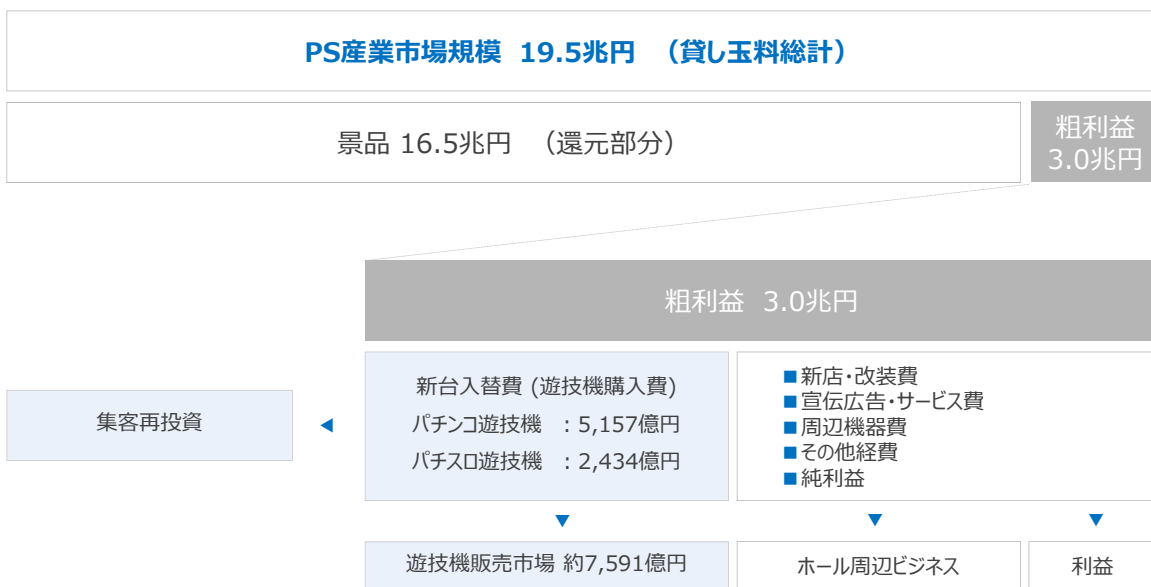 PS産業市場規模 19.5兆円 （貸し玉料総計）
景品 16.5兆円 （還元部分）
粗利益
3.0兆円
粗利益 3.0兆円
新台入替費 (遊技機購入費)
パチンコ遊技機 ：5,157億円
パチスロ遊技機 ：2,434億円
■新店・改装費
■宣伝広告・サービス費
■周辺機器費
■その他経費
■純利益
集客再投資
遊技機販売市場 約7,591億円
ホール周辺ビジネス
利益